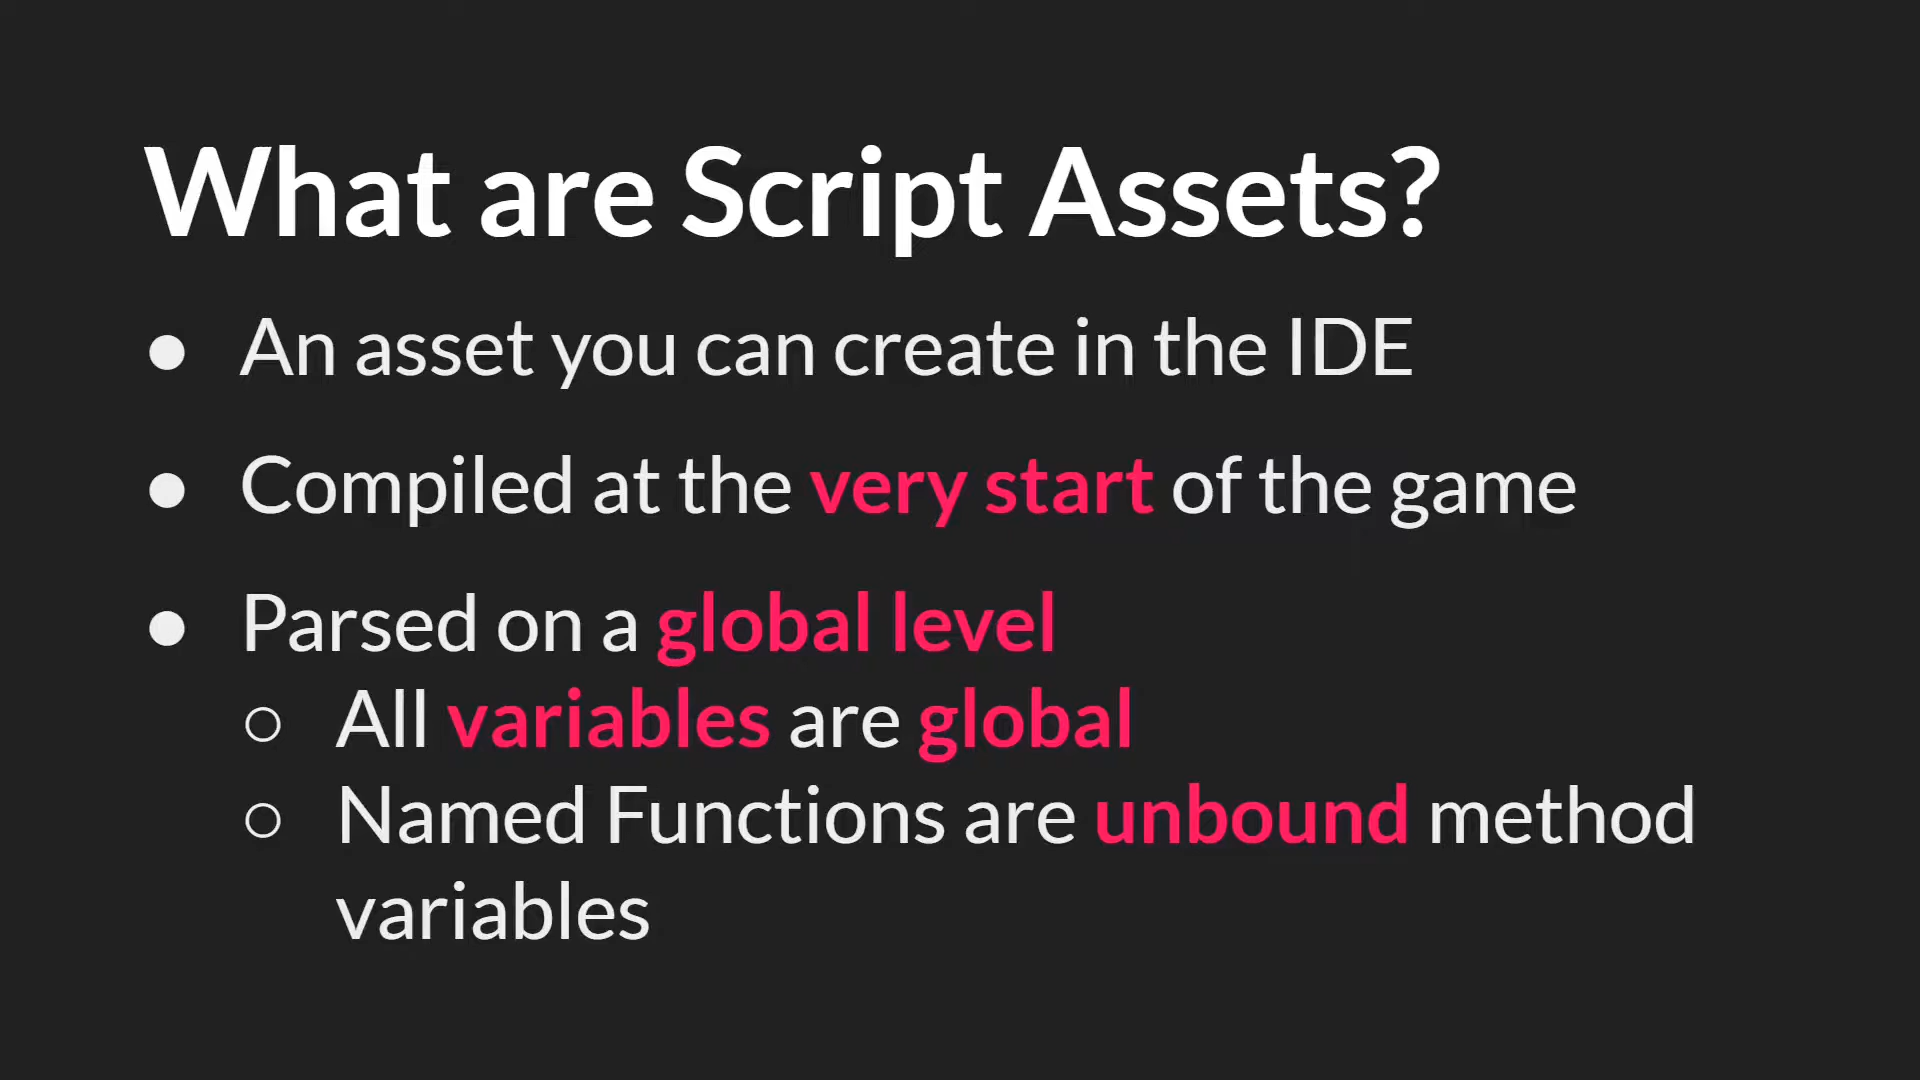 What are Script Assets?
● An asset you can create in the IDE
● Compiled at the very start of the game
● Parsed on a global level
○ All variables are global
○ Named Functions are unbound method
variables